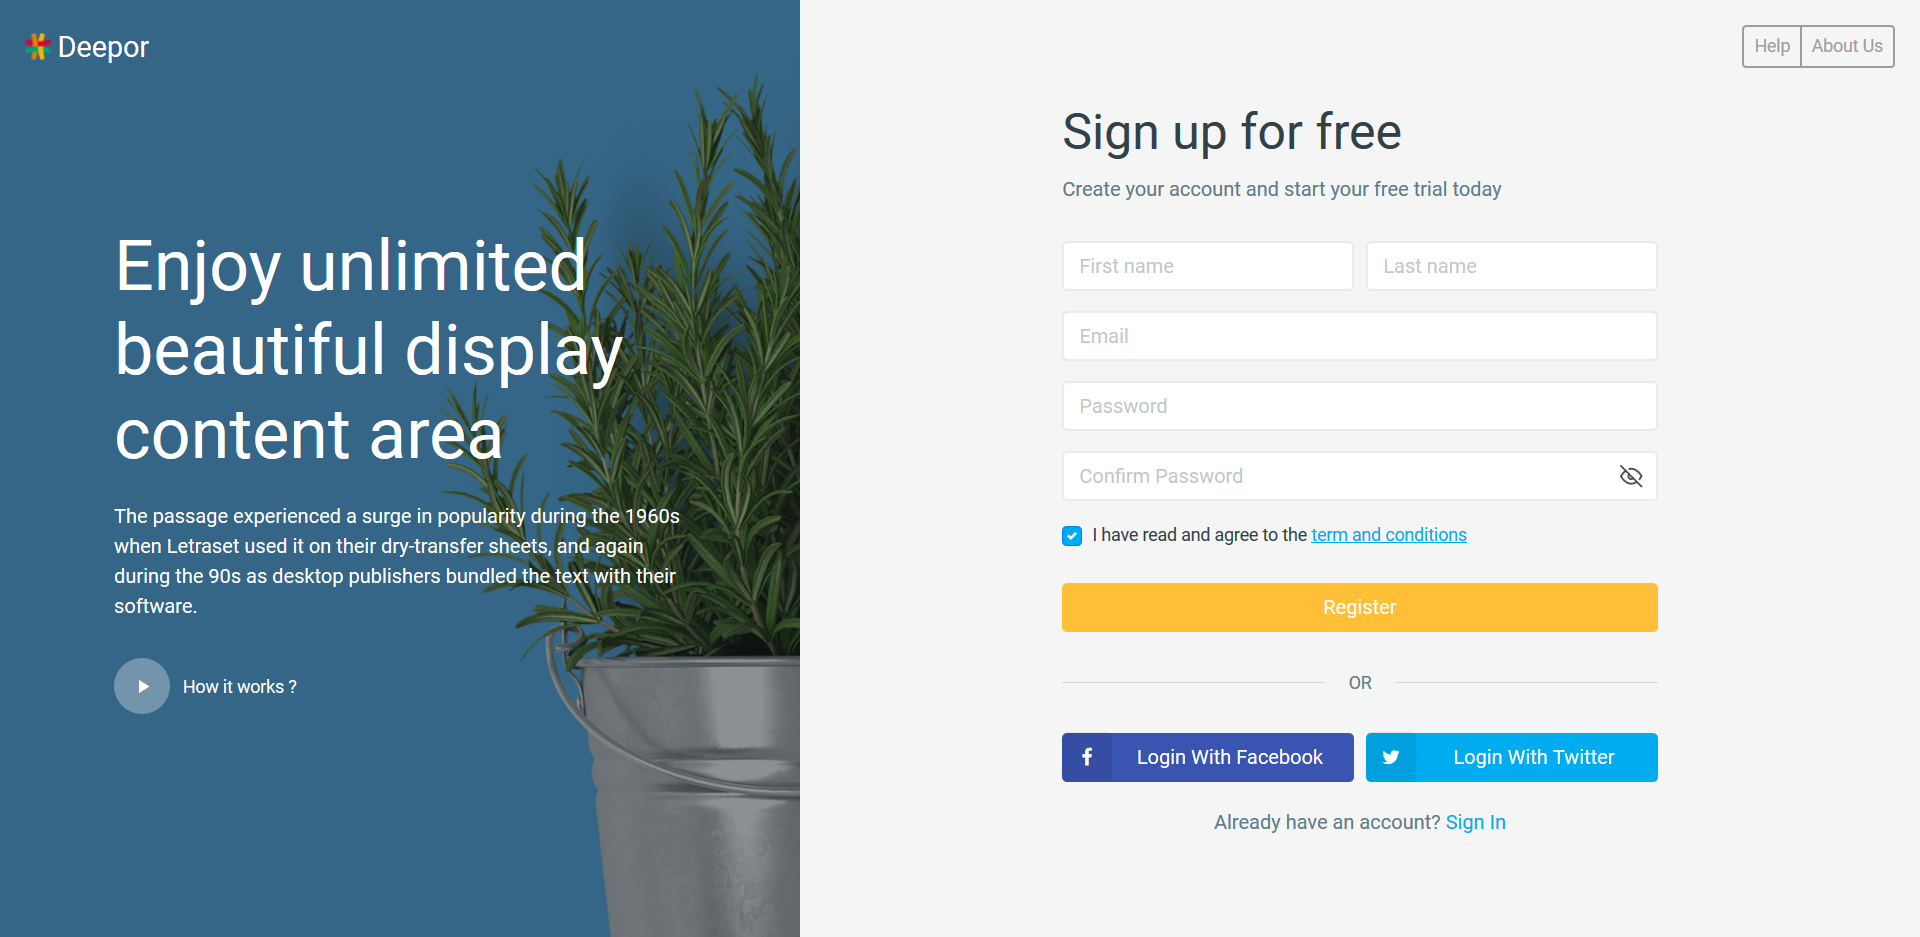 Deepor
Enjoy unlimited
beautiful display
content area
The passage experienced a surge in popularity during the 1960s
when Letraset used it on their dry-transfer sheets, and again
during the 90s as desktop publishers bundled the text with their
software.
How it works ?
Help
About Us
Sign up for free
Create your account and start your free trial today
First name
Last name
Email
Password
Confirm Password
I have read and agree to the term and conditions
Register
OR
Login With Facebook
Login With Twitter
Already have an account? Sign In